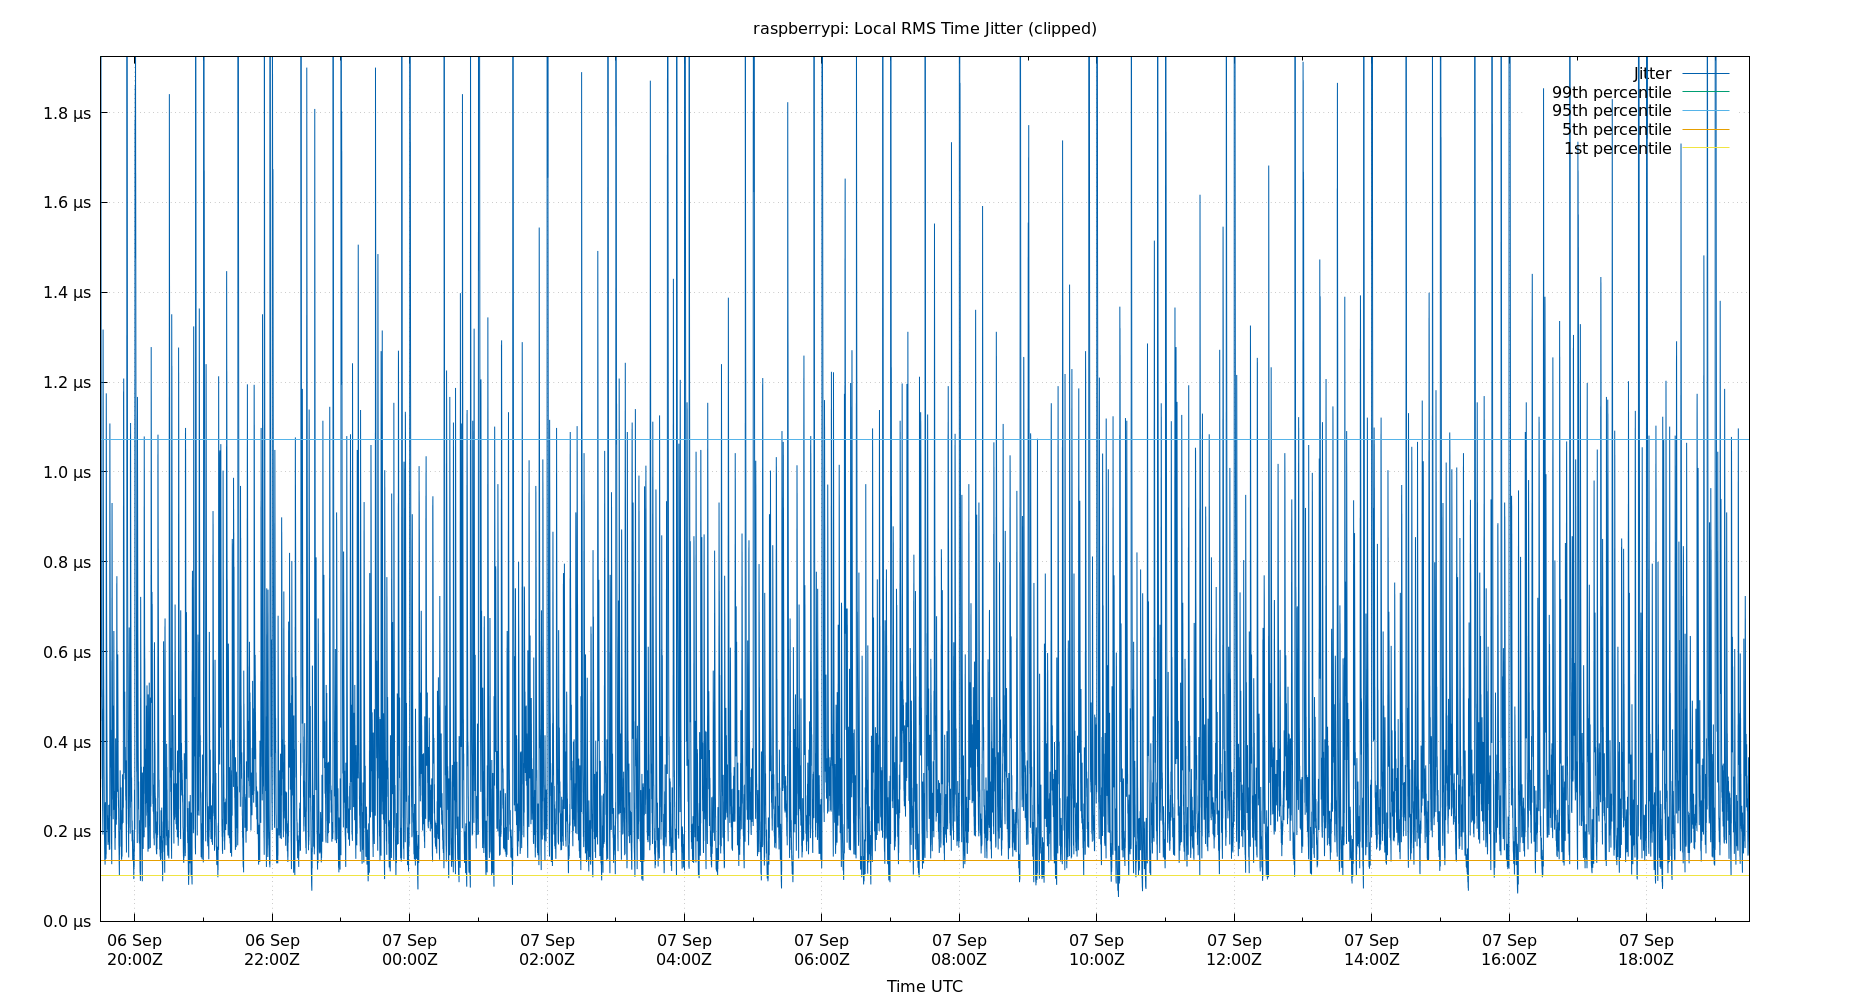 raspberrypi: Local RMS Time Jitter (clipped)
Jitter
99th percentile
95th percentile
5th percentile
1st percentile
1.8 µs
1.6 µs
1.4 µs
1.2 µs
1.0 µs
0.8 µs
0.6 µs
0.4 µs
0.2 µs
0.0 µs
06 Sep 06 Sep 07 Sep 07 Sep 07 Sep 07 Sep 07 Sep 07 Sep 07 Sep 07 Sep 07 Sep 07 Sep
20:00Z 22:00Z 00:00Z 02:00Z 04:00Z 06:00Z 08:00Z 10:00Z 12:00Z 14:00Z 16:00Z 18:00Z
Time UTC